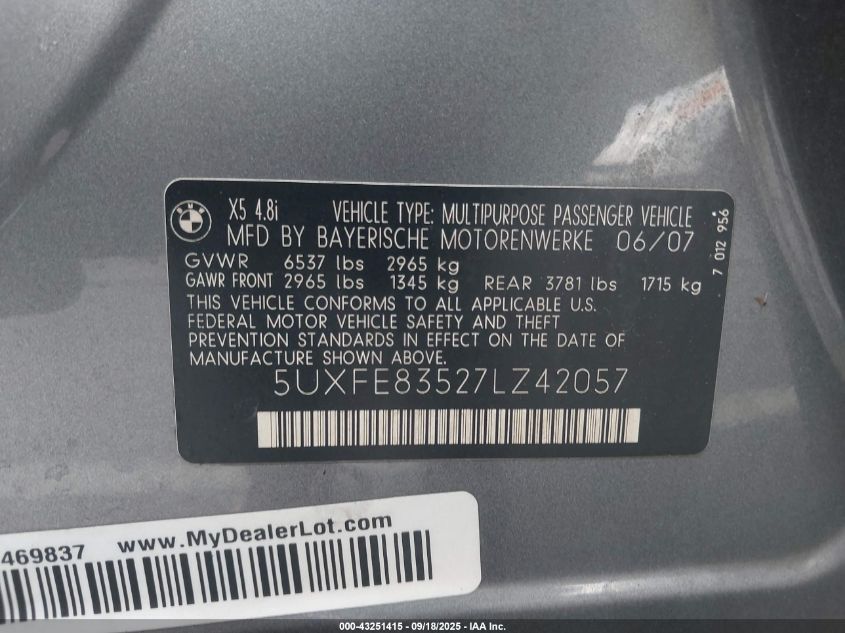 BMW
X5 4.8i VEHICLE TYPE: MULTIPURPOSE PASSENGER VEHICLE
MFD BY BAYERISCHE MOTORENWERKE 06/07
GVWR 6537 lbs 2965 kg
GAWR FRONT 2965 lbs 1345 kg REAR 3781 lbs 1715 kg
THIS VEHICLE CONFORMS TO ALL APPLICABLE U.S.
FEDERAL MOTOR VEHICLE SAFETY AND THEFT
PREVENTION STANDARDS IN EFFECT ON THE DATE OF
MANUFACTURE SHOWN ABOVE.
5UXFE83527LZ42057
7 012 956
469837 www.MyDealerLot.com
000-43251415 - 09/18/2025 - IAA Inc.